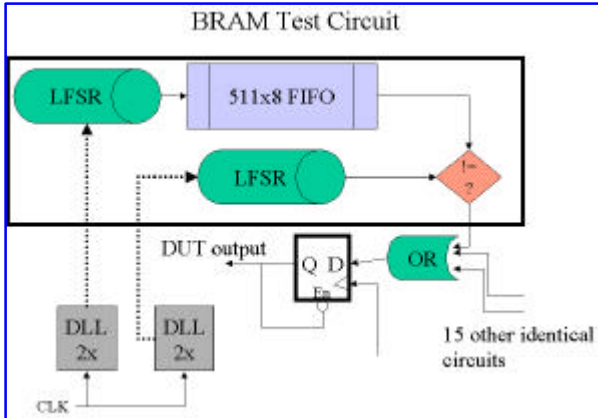 BRAM Test Circuit
LFSR
511x8 FIFO
LFSR
!=
?
DUT output
Q D
En
OR
DLL
2x
DLL
2x
15 other identical
circuits
CLK